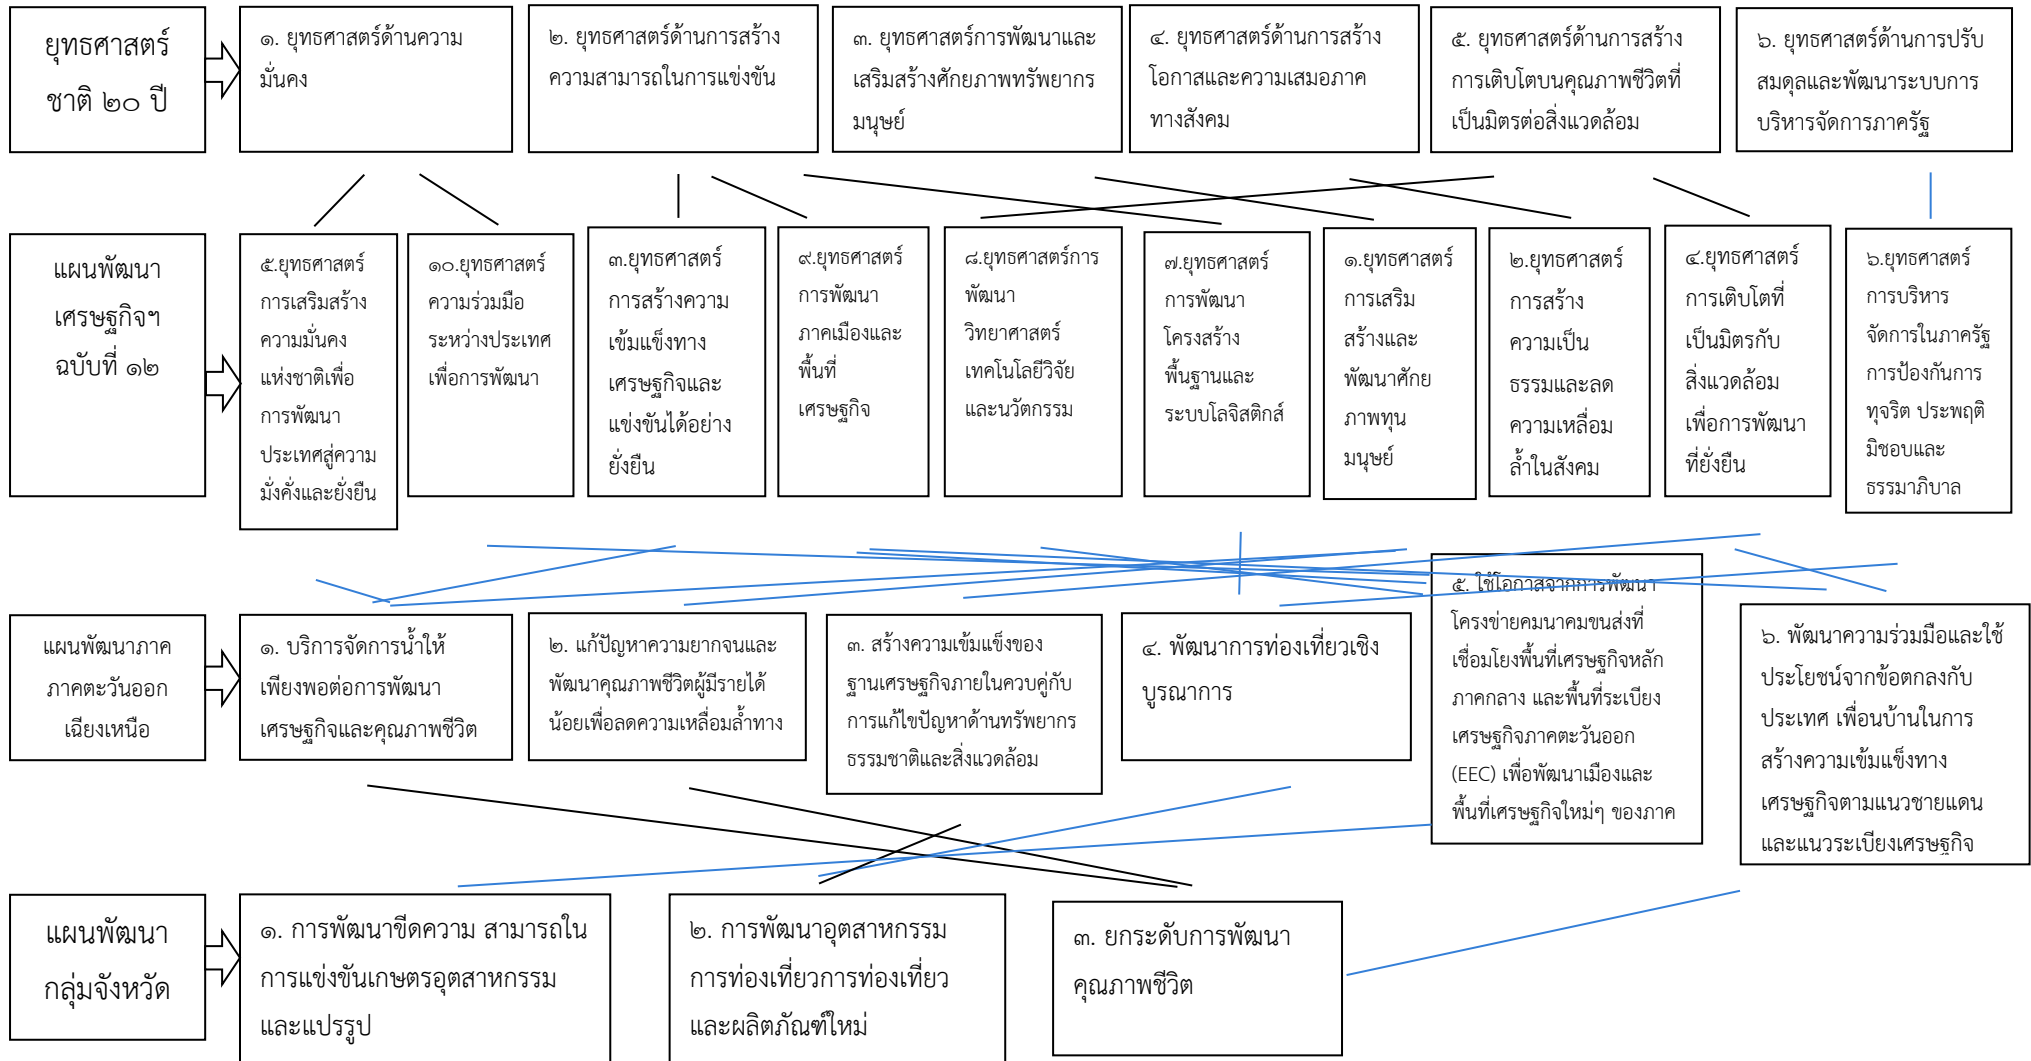 ยุทธศาสตร์
ชาติ ๒๐ ปี
๑. ยุทธศาสตร์ด้านความ
มั่นคง
๒. ยุทธศาสตร์ด้านการสร้าง
ความสามารถในการแข่งขัน
๓. ยุทธศาสตร์การพัฒนาและ
เสริมสร้างศักยภาพทรัพยากร
มนุษย์
๔. ยุทธศาสตร์ด้านการสร้าง
โอกาสและความเสมอภาค
ทางสังคม
๕. ยุทธศาสตร์ด้านการสร้าง
การเติบโตบนคุณภาพชีวิตที่
เป็นมิตรต่อสิ่งแวดล้อม
๖. ยุทธศาสตร์ด้านการปรับ
สมดุลและพัฒนาระบบการ
บริหารจัดการภาครัฐ
แผนพัฒนา
เศรษฐกิจฯ
ฉบับที่ ๑๒
๕.ยุทธศาสตร์
การเสริมสร้าง
ความมั่นคง
แห่งชาติเพื่อ
การพัฒนา
ประเทศสู่ความ
มั่งคั่งและยั่งยืน
๑๐.ยุทธศาสตร์
ความร่วมมือ
ระหว่างประเทศ
เพื่อการพัฒนา
๓.ยุทธศาสตร์
การสร้างความ
เข้มแข็งทาง
เศรษฐกิจและ
แข่งขันได้อย่าง
ยั่งยืน
๙.ยุทธศาสตร์
การพัฒนา
ภาคเมืองและ
พื้นที่
เศรษฐกิจ
๘.ยุทธศาสตร์การ
พัฒนา
วิทยาศาสตร์
เทคโนโลยีวิจัย
และนวัตกรรม
๗.ยุทธศาสตร์
การพัฒนา
โครงสร้าง
พื้นฐานและ
ระบบโลจิสติกส์
๑.ยุทธศาสตร์
การเสริม
สร้างและ
พัฒนาศักย
ภาพทุน
มนุษย์
๒.ยุทธศาสตร์
การสร้าง
ความเป็น
ธรรมและลด
ความเหลื่อม
ล้ำในสังคม
๔.ยุทธศาสตร์
การเติบโตที่
เป็นมิตรกับ
สิ่งแวดล้อม
เพื่อการพัฒนา
ที่ยั่งยืน
๖.ยุทธศาสตร์
การบริหาร
จัดการในภาครัฐ
การป้องกันการ
ทุจริต ประพฤติ
มิชอบและ
ธรรมาภิบาล
แผนพัฒนาภาค
ภาคตะวันออก
เฉียงเหนือ
๑. บริการจัดการน้ำให้
เพียงพอต่อการพัฒนา
เศรษฐกิจและคุณภาพชีวิต
๒. แก้ปัญหาความยากจนและ
พัฒนาคุณภาพชีวิตผู้มีรายได้
น้อยเพื่อลดความเหลื่อมล้ำทาง
๓. สร้างความเข้มแข็งของ
ฐานเศรษฐกิจภายในควบคู่กับ
การแก้ไขปัญหาด้านทรัพยากร
ธรรมชาติและสิ่งแวดล้อม
๔. พัฒนาการท่องเที่ยวเชิง
บูรณาการ
๕. ใช้โอกาสจากการพัฒนา
โครงข่ายคมนาคมขนส่งที่
เชื่อมโยงพื้นที่เศรษฐกิจหลัก
ภาคกลาง และพื้นที่ระเบียง
เศรษฐกิจภาคตะวันออก
(EEC) เพื่อพัฒนาเมืองและ
พื้นที่เศรษฐกิจใหม่ๆ ของภาค
๖. พัฒนาความร่วมมือและใช้
ประโยชน์จากข้อตกลงกับ
ประเทศ เพื่อนบ้านในการ
สร้างความเข้มแข็งทาง
เศรษฐกิจตามแนวชายแดน
และแนวระเบียงเศรษฐกิจ
แผนพัฒนา
กลุ่มจังหวัด
๑. การพัฒนาขีดความ สามารถใน
การแข่งขันเกษตรอุตสาหกรรม
และแปรรูป
๒. การพัฒนาอุตสาหกรรม
การท่องเที่ยวการท่องเที่ยว
และผลิตภัณฑ์ใหม่
๓. ยกระดับการพัฒนา
คุณภาพชีวิต